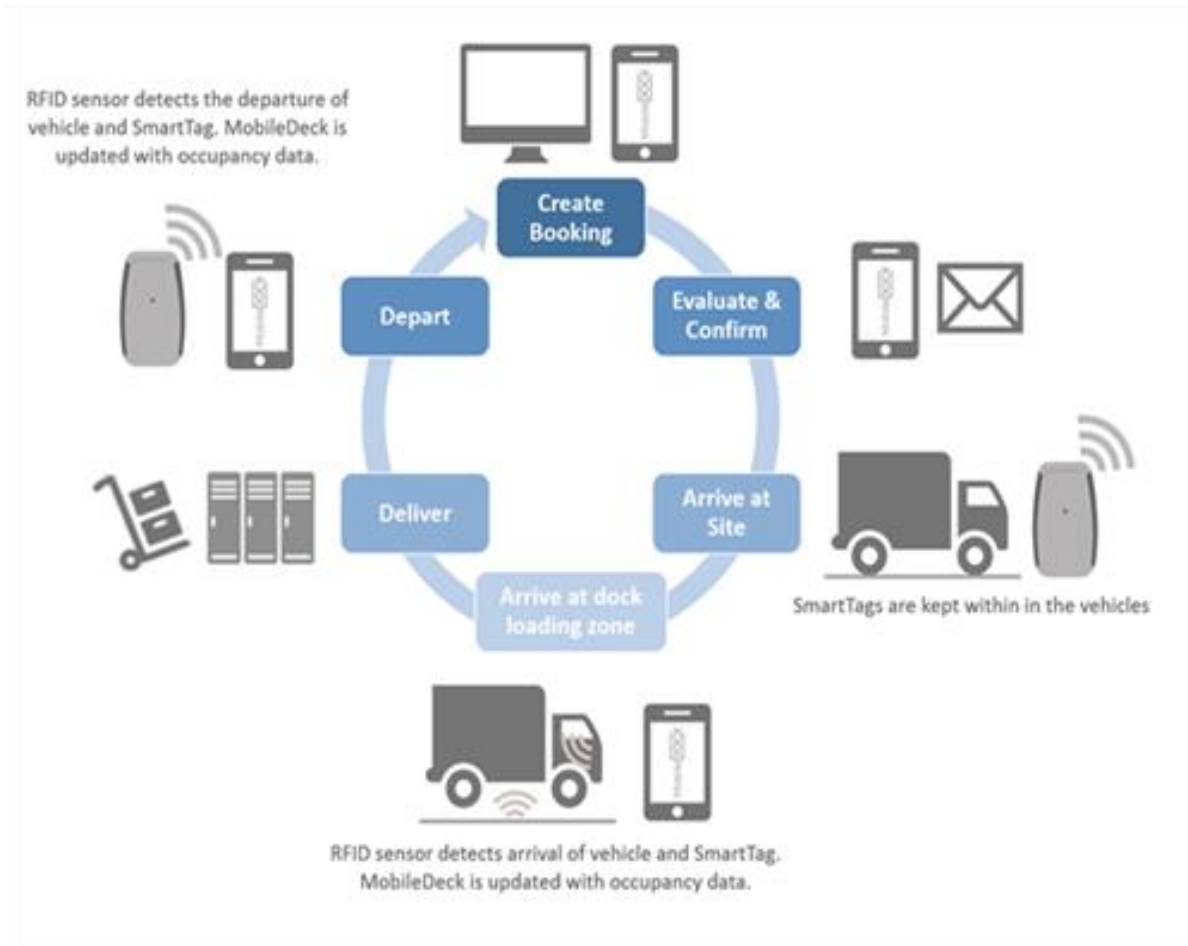 RFID sensor detects the departure of
vehicle and SmartTag. MobileDeck is
updated with occupancy data.
Create
Booking
Evaluate &
Confirm
Arrive at
Site
SmartTags are kept within in the vehicles
Arrive at dock
loading zone
RFID sensor detects arrival of vehicle and SmartTag.
MobileDeck is updated with occupancy data.
Deliver
Depart